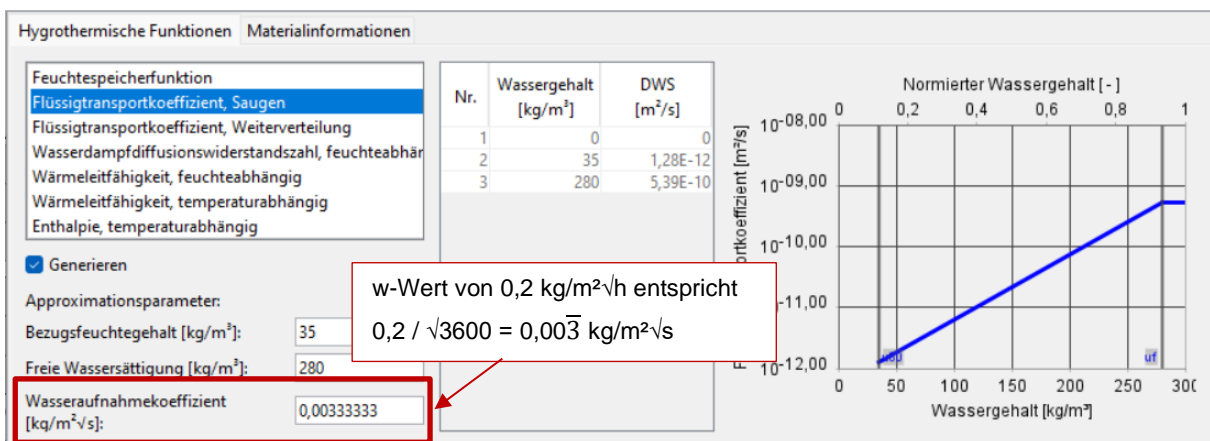 Hygrothermische Funktionen Materialinformationen
Feuchtespeicherfunktion
Flüssigtransportkoeffizient, Saugen
Flüssigtransportkoeffizient, Weiterverteilung
Wasserdampfdiffusionswiderstandszahl, feuchteabhär
Wärmeleitfähigkeit, feuchteabhängig
Wärmeleitfähigkeit, temperaturabhängig
Enthalpie, temperaturabhängig
Generieren
Approximationsparameter:
Bezugsfeuchtegehalt [kg/m³]: 35
Freie Wassersättigung [kg/m³]: 280
Wasseraufnahmekoeffizient
[kg/m²√s]: 0,00333333
Nr. Wassergehalt [kg/m³] DWS [m²/s]
1 0 0
2 35 1,28E-12
3 280 5,39E-10
w-Wert von 0,2 kg/m²√h entspricht
0,2 / √3600 = 0,003̅ kg/m²√s
Normierter Wassergehalt [ - ]
0 0,2 0,4 0,6 0,8 1
10-08,00
10-09,00
10-10,00
-11,00
10-12,00
rtkoeffizient [m²/s]
u80 uf
0 50 100 150 200 250 300
Wassergehalt [kg/m³]